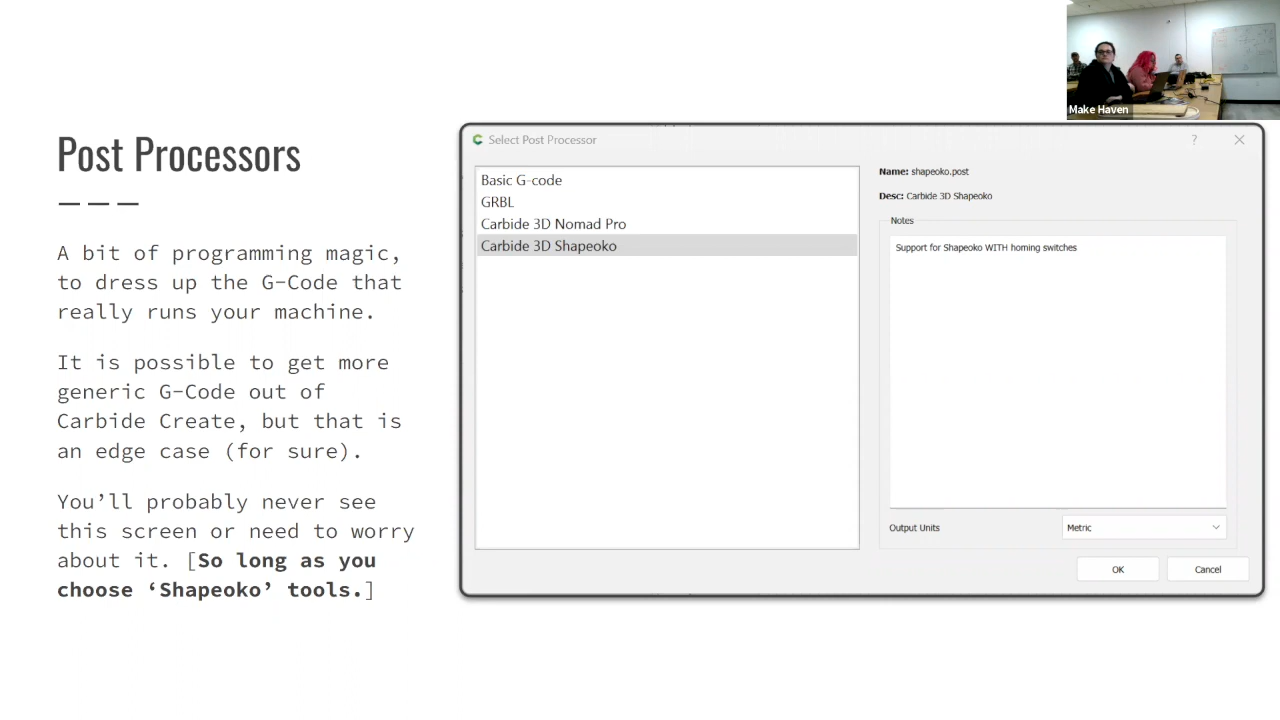 Make Haven
Post Processors
A bit of programming magic,
to dress up the G-Code that
really runs your machine.
It is possible to get more
generic G-Code out of
Carbide Create, but that is
an edge case (for sure).
You’ll probably never see
this screen or need to worry
about it. [So long as you
choose ‘Shapeoko’ tools.]
Select Post Processor
?
Basic G-code
GRBL
Carbide 3D Nomad Pro
Carbide 3D Shapeoko
Name: shapeoko.post
Desc: Carbide 3D Shapeoko
Notes
Support for Shapeoko WITH homing switches
Output Units
Metric
OK
Cancel